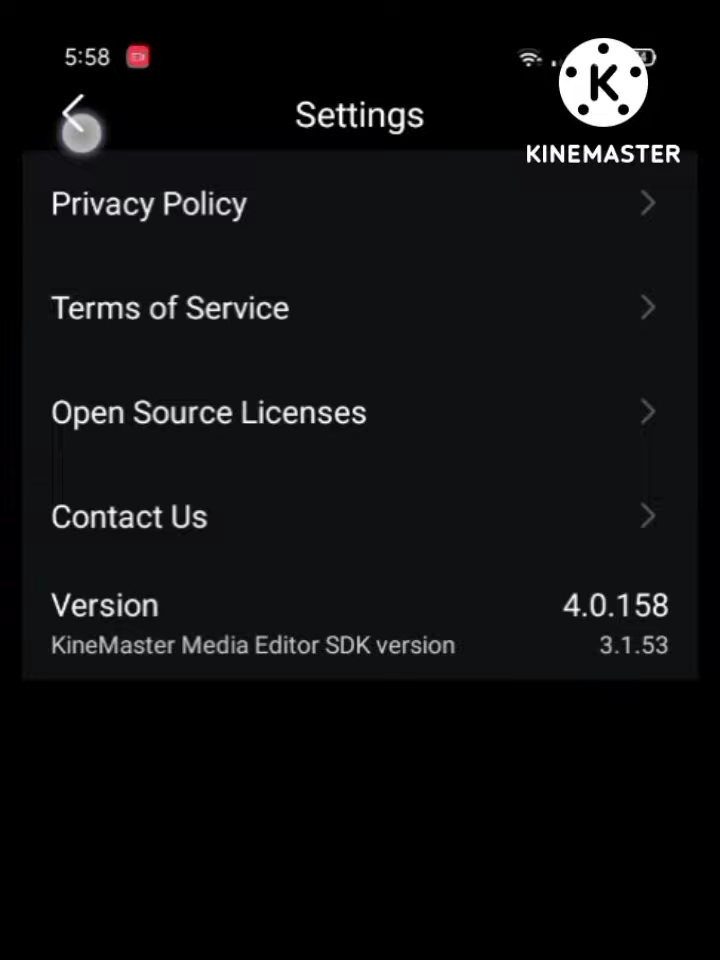 5:58
K
KINEMASTER
Settings
Privacy Policy
Terms of Service
Open Source Licenses
Contact Us
Version 4.0.158
KineMaster Media Editor SDK version 3.1.53